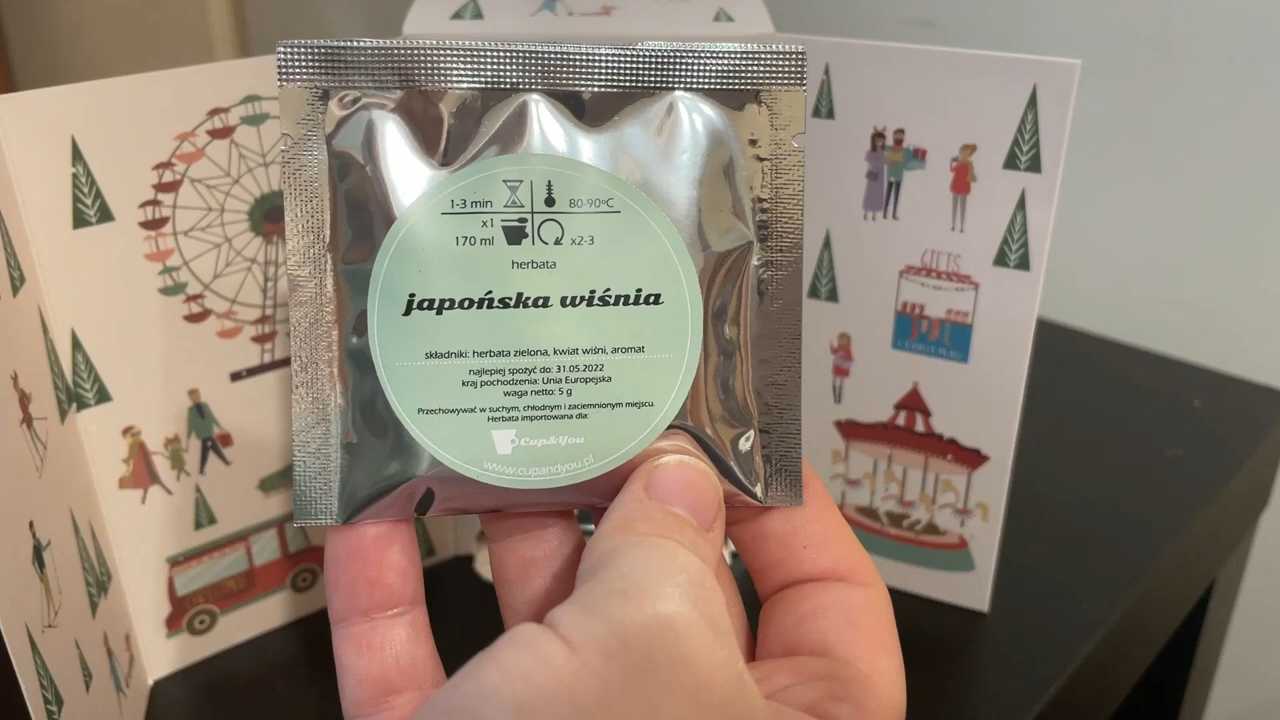 1-3 min
80-90ºC
x1
170 ml
x2-3
herbata
japońska wiśnia
składniki: herbata zielona, kwiat wiśni, aromat
najlepiej spożyć do: 31.05.2022
kraj pochodzenia: Unia Europejska
waga netto: 5 g
Przechowywać w suchym, chłodnym i zaciemnionym miejscu.
Herbata importowana dla:
Cup&You
www.cupandyou.pl
GIFTS
CHRISTMAS